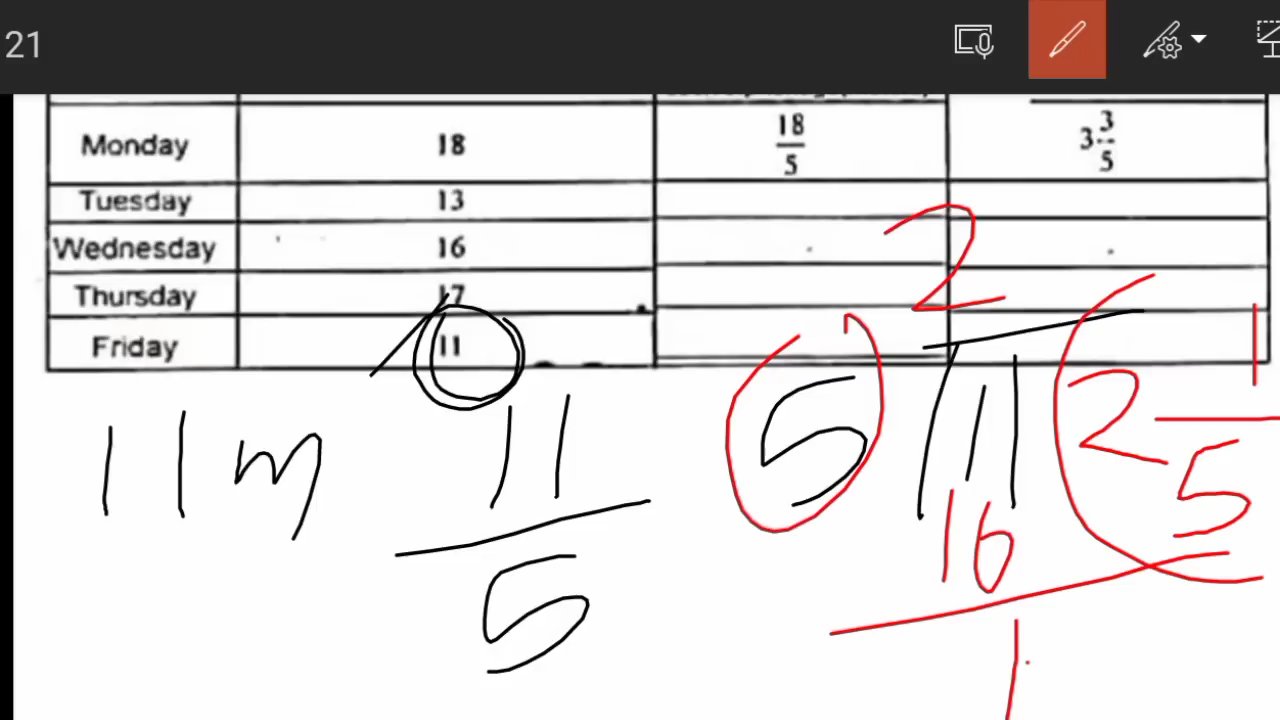 21
Monday 18 18/5 3 3/5
Tuesday 13
Wednesday 16
Thursday 17
Friday 11
2
11 m 11/5 5 11 2 1/5
10
1